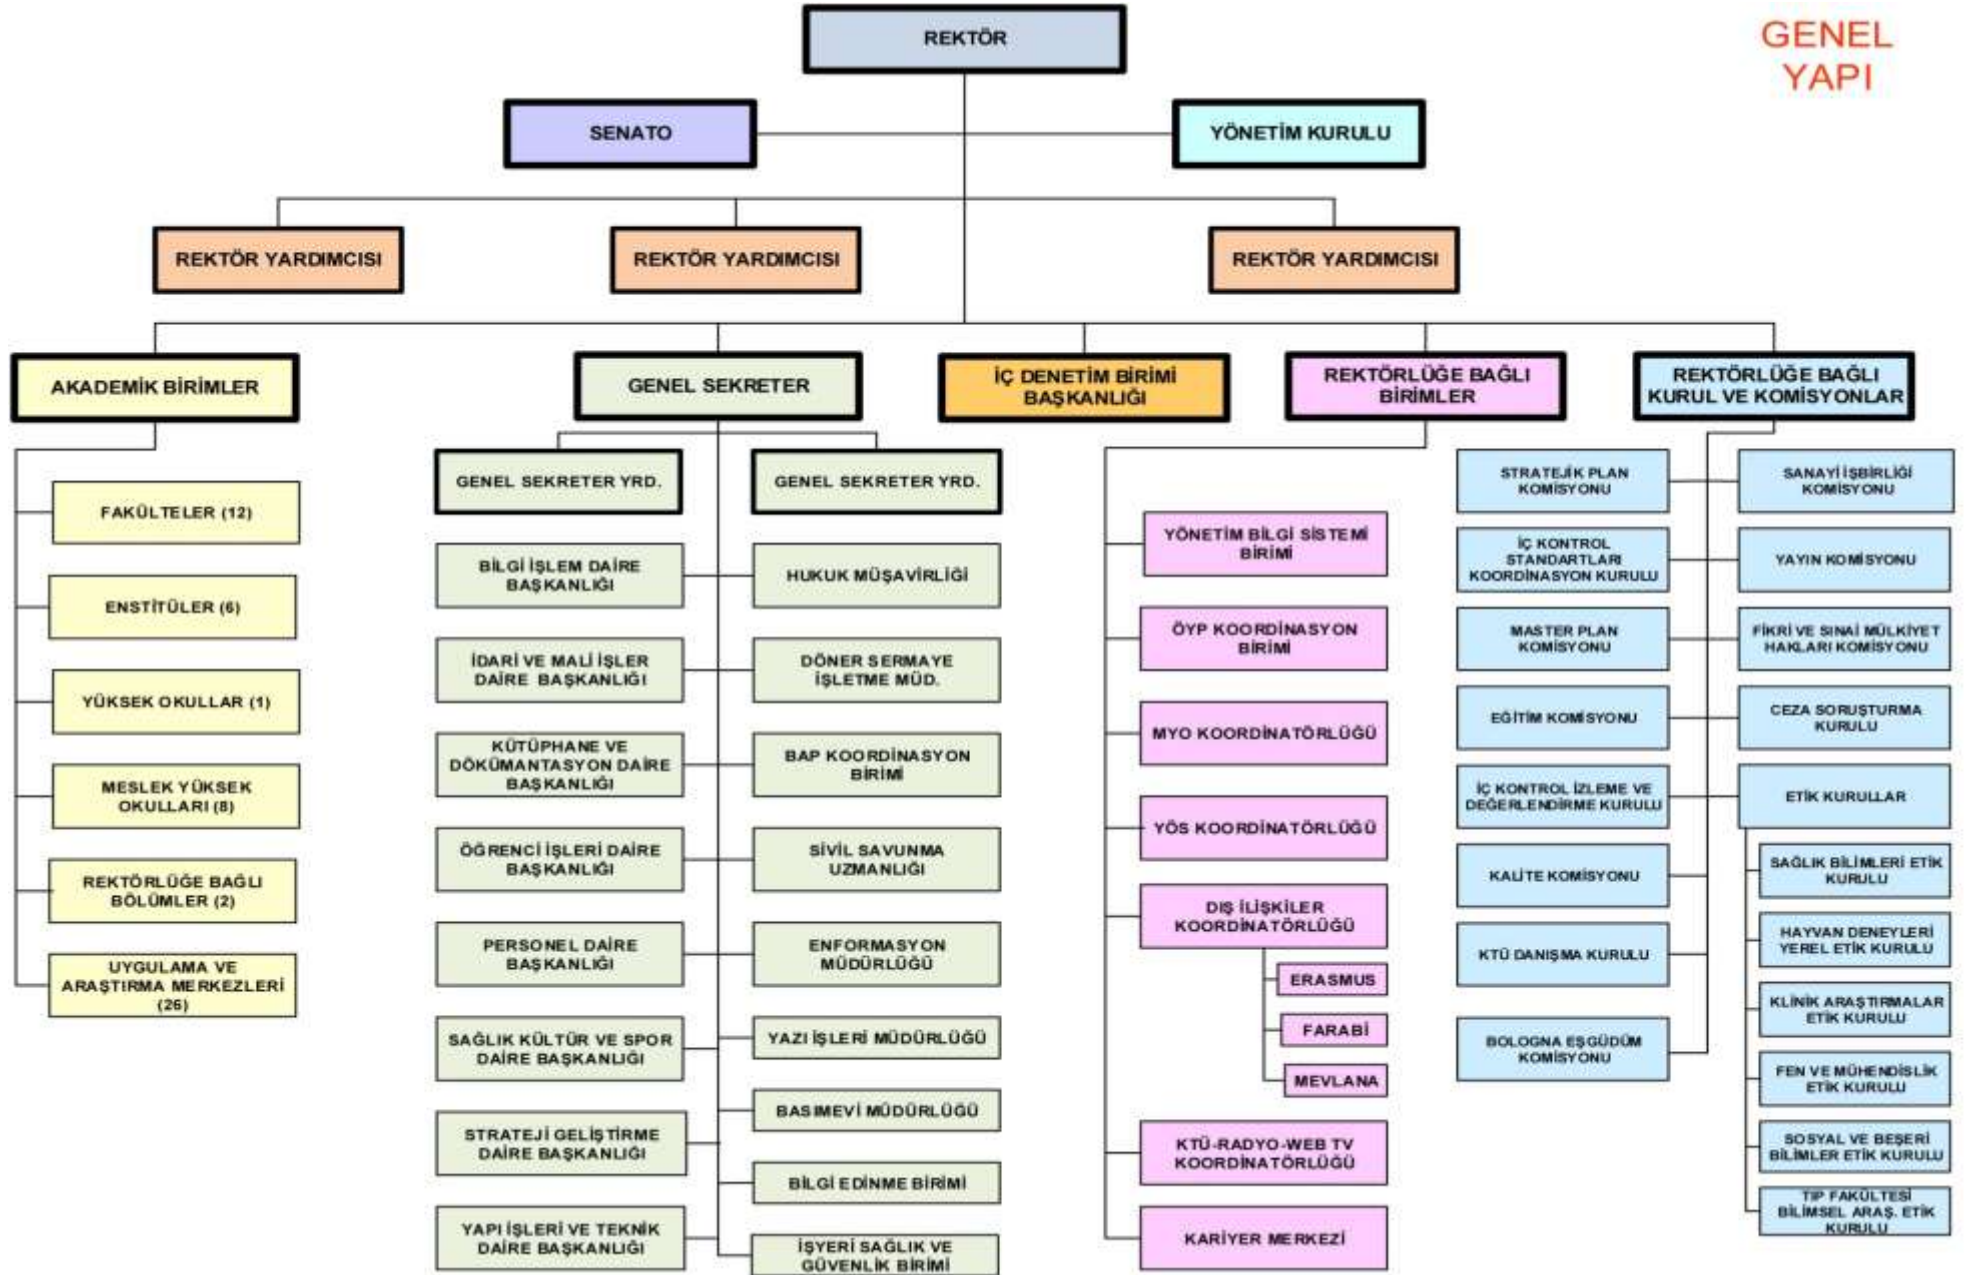 GENEL
YAPI
REKTÖR
SENATO
YÖNETİM KURULU
REKTÖR YARDIMCISI
REKTÖR YARDIMCISI
REKTÖR YARDIMCISI
AKADEMİK BİRİMLER
FAKÜLTELER (12)
ENSTİTÜLER (6)
YÜKSEK OKULLAR (1)
MESLEK YÜKSEK
OKULLARI (8)
REKTÖRLÜĞE BAĞLI
BÖLÜMLER (2)
UYGULAMA VE
ARAŞTIRMA MERKEZLERİ
(26)
GENEL SEKRETER
GENEL SEKRETER YRD.
GENEL SEKRETER YRD.
BİLGİ İŞLEM DAİRE
BAŞKANLIĞI
İDARİ VE MALİ İŞLER
DAİRE BAŞKANLIĞI
KÜTÜPHANE VE
DÖKÜMANTASYON DAİRE
BAŞKANLIĞI
ÖĞRENCİ İŞLERİ DAİRE
BAŞKANLIĞI
PERSONEL DAİRE
BAŞKANLIĞI
SAĞLIK KÜLTÜR VE SPOR
DAİRE BAŞKANLIĞI
STRATEJİ GELİŞTİRME
DAİRE BAŞKANLIĞI
YAPI İŞLERİ VE TEKNİK
DAİRE BAŞKANLIĞI
HUKUK MÜŞAVİRLİĞİ
DÖNER SERMAYE
İŞLETME MÜD.
BAP KOORDİNASYON
BİRİMİ
SİVİL SAVUNMA
UZMANLIĞI
ENFORMASYON
MÜDÜRLÜĞÜ
YAZI İŞLERİ MÜDÜRLÜĞÜ
BASIMEVİ MÜDÜRLÜĞÜ
BİLGİ EDİNME BİRİMİ
İŞYERİ SAĞLIK VE
GÜVENLİK BİRİMİ
İÇ DENETİM BİRİMİ
BAŞKANLIĞI
REKTÖRLÜĞE BAĞLI
BİRİMLER
YÖNETİM BİLGİ SİSTEMİ
BİRİMİ
ÖYP KOORDİNASYON
BİRİMİ
MYO KOORDİNATÖRLÜĞÜ
YÖS KOORDİNATÖRLÜĞÜ
DIŞ İLİŞKİLER
KOORDİNATÖRLÜĞÜ
ERASMUS
FARABİ
MEVLANA
KTÜ-RADYO-WEB TV
KOORDİNATÖRLÜĞÜ
KARİYER MERKEZİ
REKTÖRLÜĞE BAĞLI
KURUL VE KOMİSYONLAR
STRATEJİK PLAN
KOMİSYONU
İÇ KONTROL
STANDARTLARI
KOORDİNASYON KURULU
MASTER PLAN
KOMİSYONU
EĞİTİM KOMİSYONU
İÇ KONTROL İZLEME VE
DEĞERLENDİRME KURULU
KALİTE KOMİSYONU
KTÜ DANIŞMA KURULU
BOLOGNA EŞGÜDÜM
KOMİSYONU
SANAYİ İŞBİRLİĞİ
KOMİSYONU
YAYIN KOMİSYONU
FİKRİ VE SINAİ MÜLKİYET
HAKLARI KOMİSYONU
CEZA SORUŞTURMA
KURULU
ETİK KURULLAR
SAĞLIK BİLİMLERİ ETİK
KURULU
HAYVAN DENEYLERİ
YEREL ETİK KURULU
KLİNİK ARAŞTIRMALAR
ETİK KURULU
FEN VE MÜHENDİSLİK
ETİK KURULU
SOSYAL VE BEŞERİ
BİLİMLER ETİK KURULU
TIP FAKÜLTESİ
BİLİMSEL ARAŞ. ETİK
KURULU